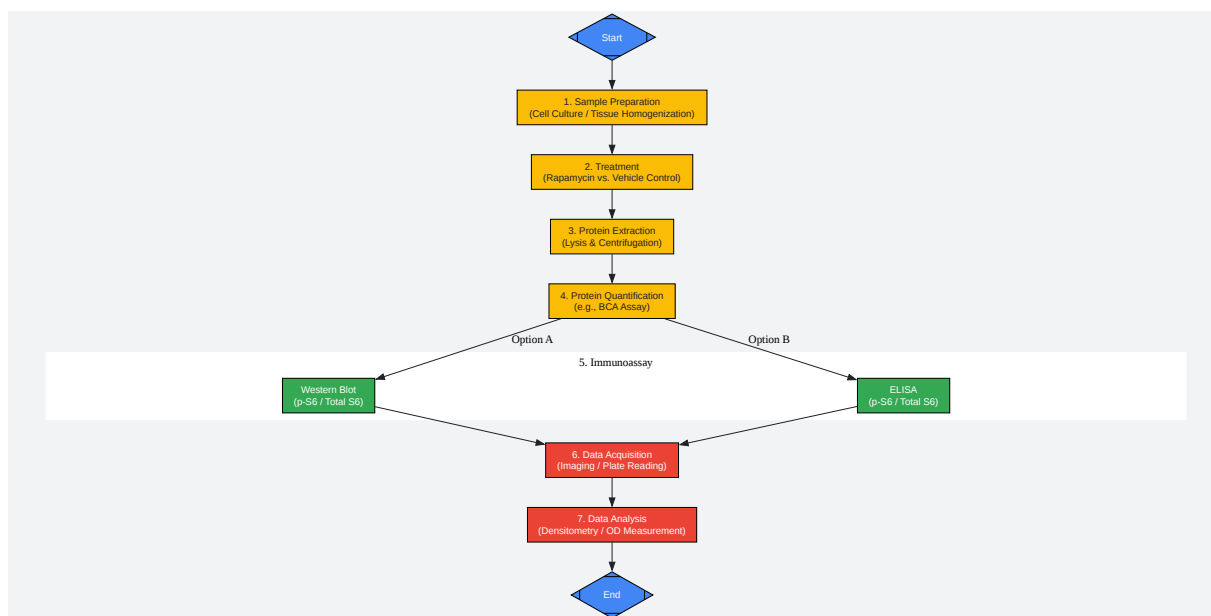 Start
1. Sample Preparation
(Cell Culture / Tissue Homogenization)
2. Treatment
(Rapamycin vs. Vehicle Control)
3. Protein Extraction
(Lysis & Centrifugation)
4. Protein Quantification
(e.g., BCA Assay)
Option A
Option B
5. Immunoassay
Western Blot
(p-S6 / Total S6)
ELISA
(p-S6 / Total S6)
6. Data Acquisition
(Imaging / Plate Reading)
7. Data Analysis
(Densitometry / OD Measurement)
End